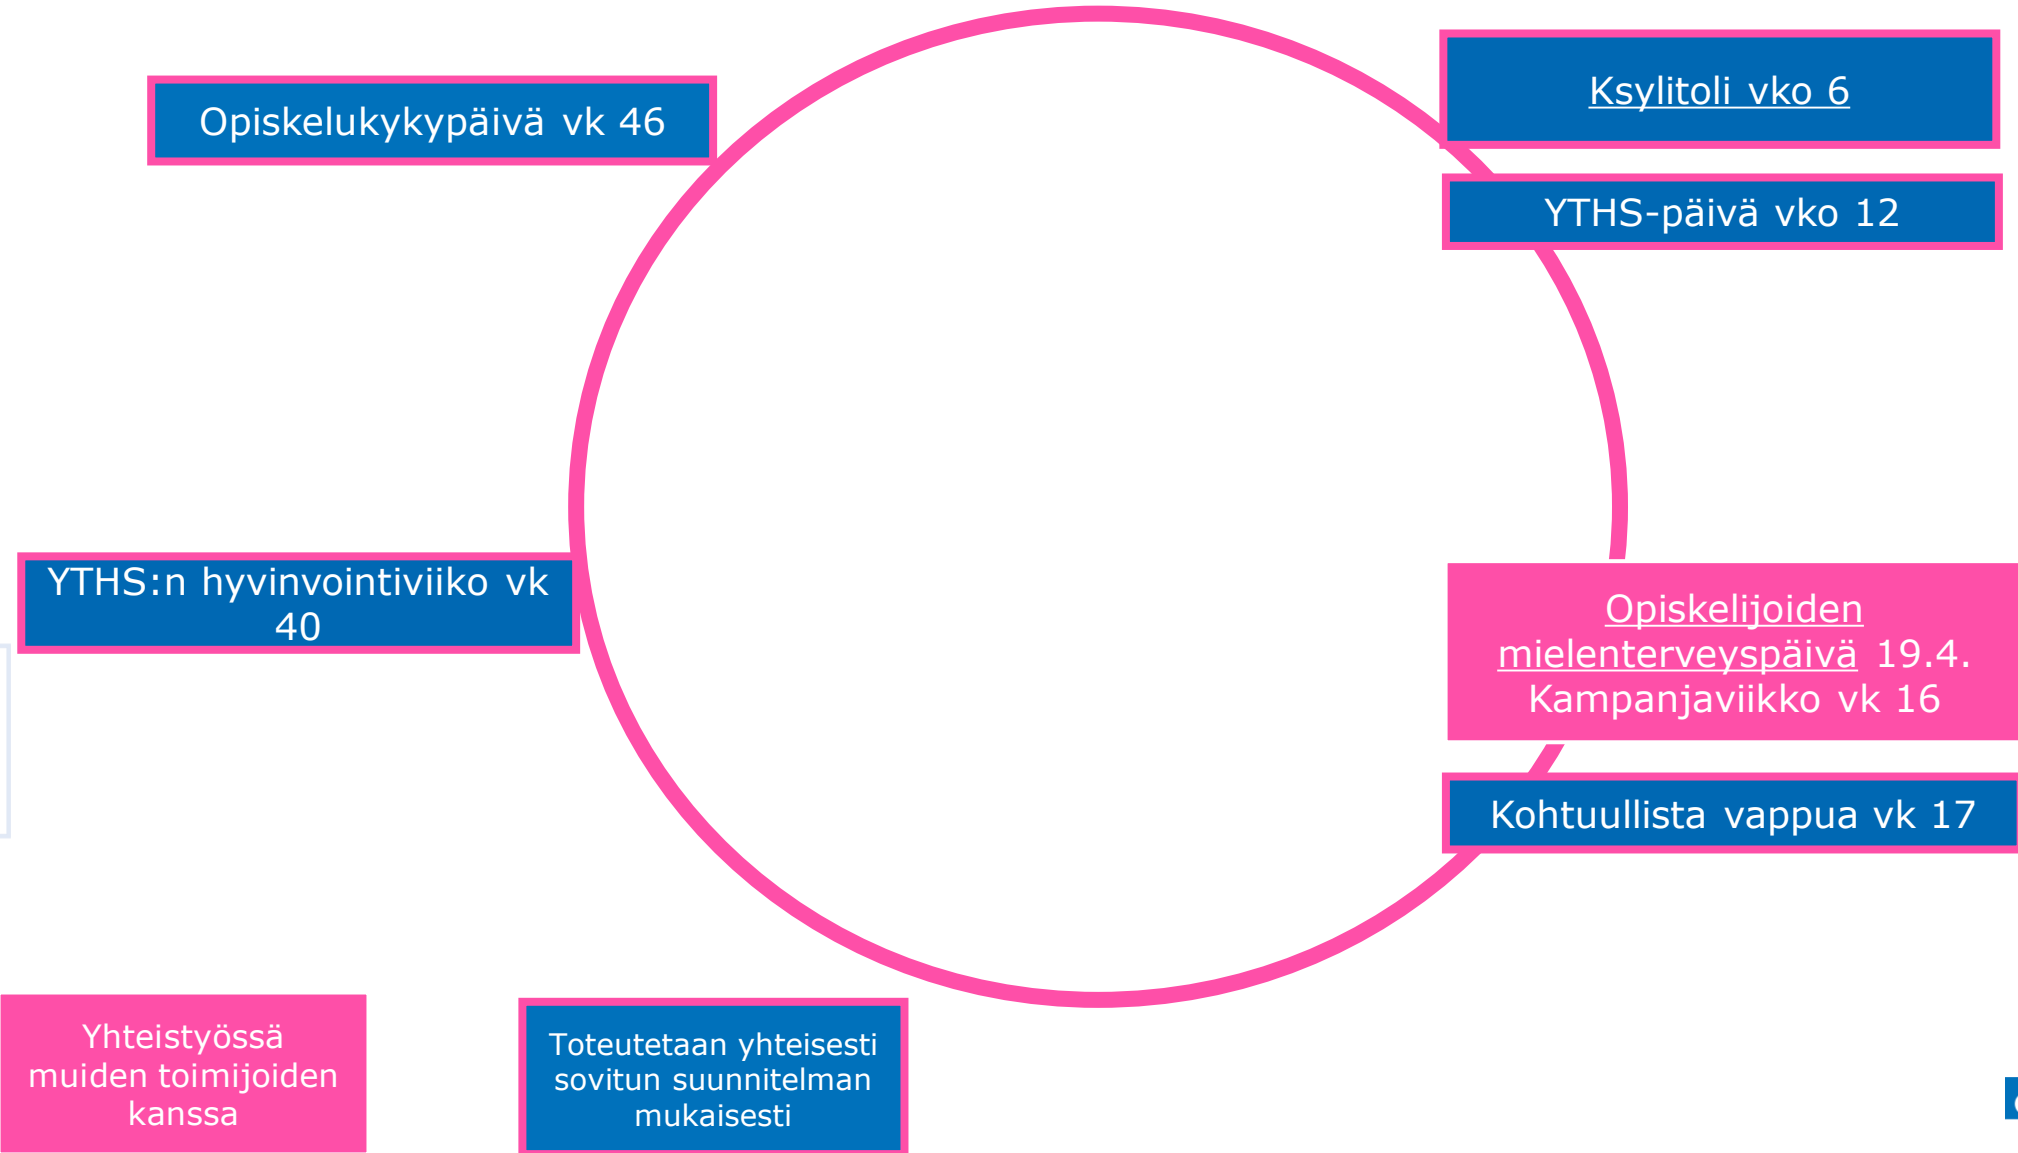 Opiskelukykypäivä vk 46
Ksylitoli vko 6
YTHS-päivä vko 12
YTHS:n hyvinvointiviiko vk
40
Opiskelijoiden
mielenterveyspäivä 19.4.
Kampanjaviikko vk 16
Kohtuullista vappua vk 17
Yhteistyössä
muiden toimijoiden
kanssa
Toteutetaan yhteisesti
sovitun suunnitelman
mukaisesti